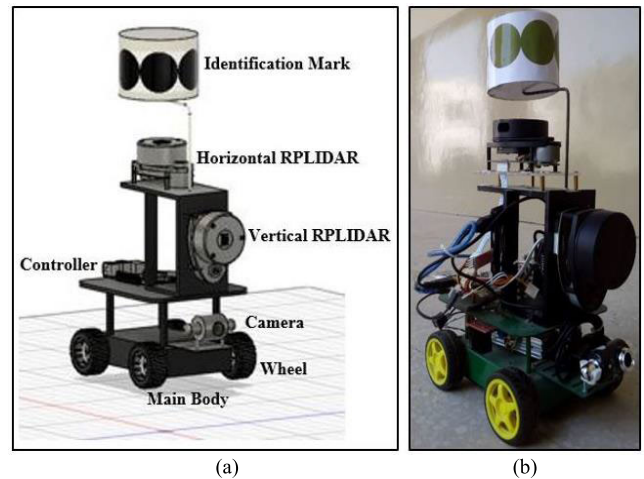 Identification Mark
Horizontal RPLIDAR
Vertical RPLIDAR
Controller
Camera
Wheel
Main Body
(a)
(b)